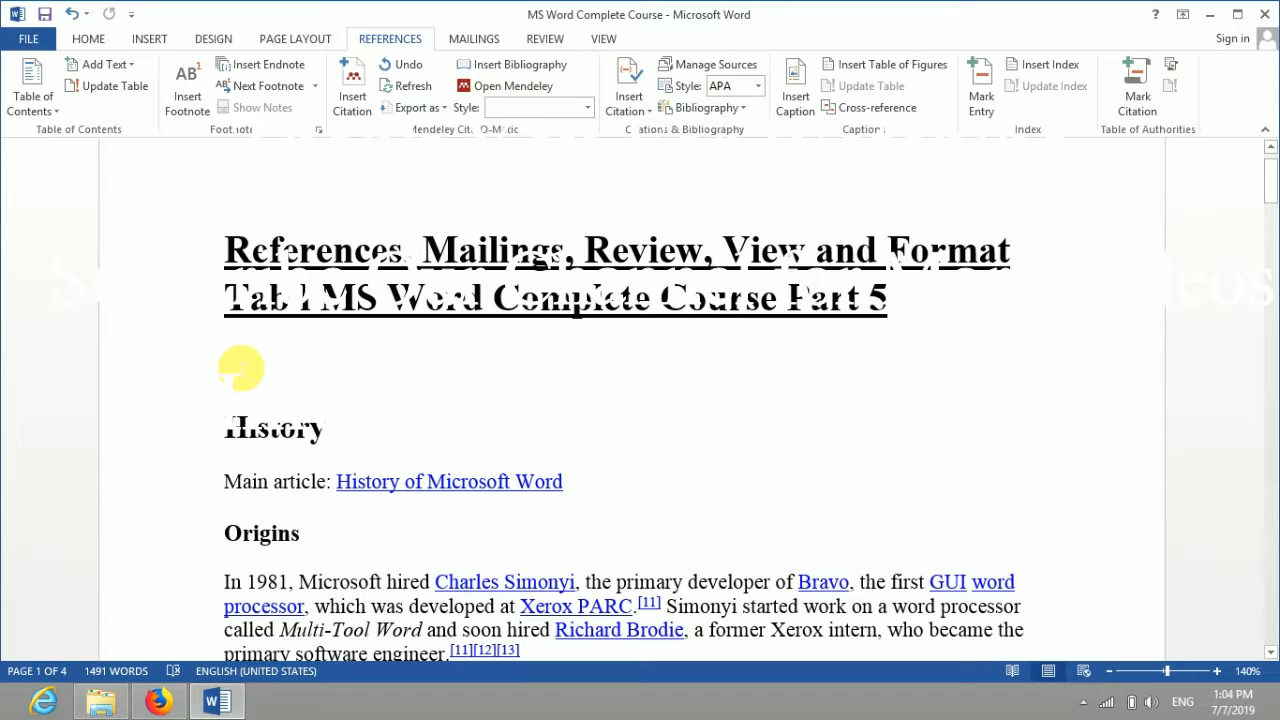 MS Word Complete Course - Microsoft Word
FILE HOME INSERT DESIGN PAGE LAYOUT REFERENCES MAILINGS REVIEW VIEW Sign in
Table of Contents
Add Text
Update Table
Table of Contents
AB1
Insert Footnote
Insert Endnote
AB1 Next Footnote
Show Notes
Insert Citation
Undo
Refresh
Export as
Insert Bibliography
Open Mendeley
Style:
Insert Citation
Manage Sources
Style: APA
Bibliography
Citations & Bibliography
Insert Caption
Insert Table of Figures
Update Table
Cross-reference
Captions
Mark Entry
Insert Index
Update Index
Index
Mark Citation
Table of Authorities
References, Mailings, Review, View and Format
Tab l MS Word Complete Course Part 5
History
Main article: History of Microsoft Word
Origins
In 1981, Microsoft hired Charles Simonyi, the primary developer of Bravo, the first GUI word
processor, which was developed at Xerox PARC.[11] Simonyi started work on a word processor
called Multi-Tool Word and soon hired Richard Brodie, a former Xerox intern, who became the
primary software engineer.[11][12][13]
PAGE 1 OF 4 1491 WORDS ENGLISH (UNITED STATES) 140%
ENG 1:04 PM
7/7/2019